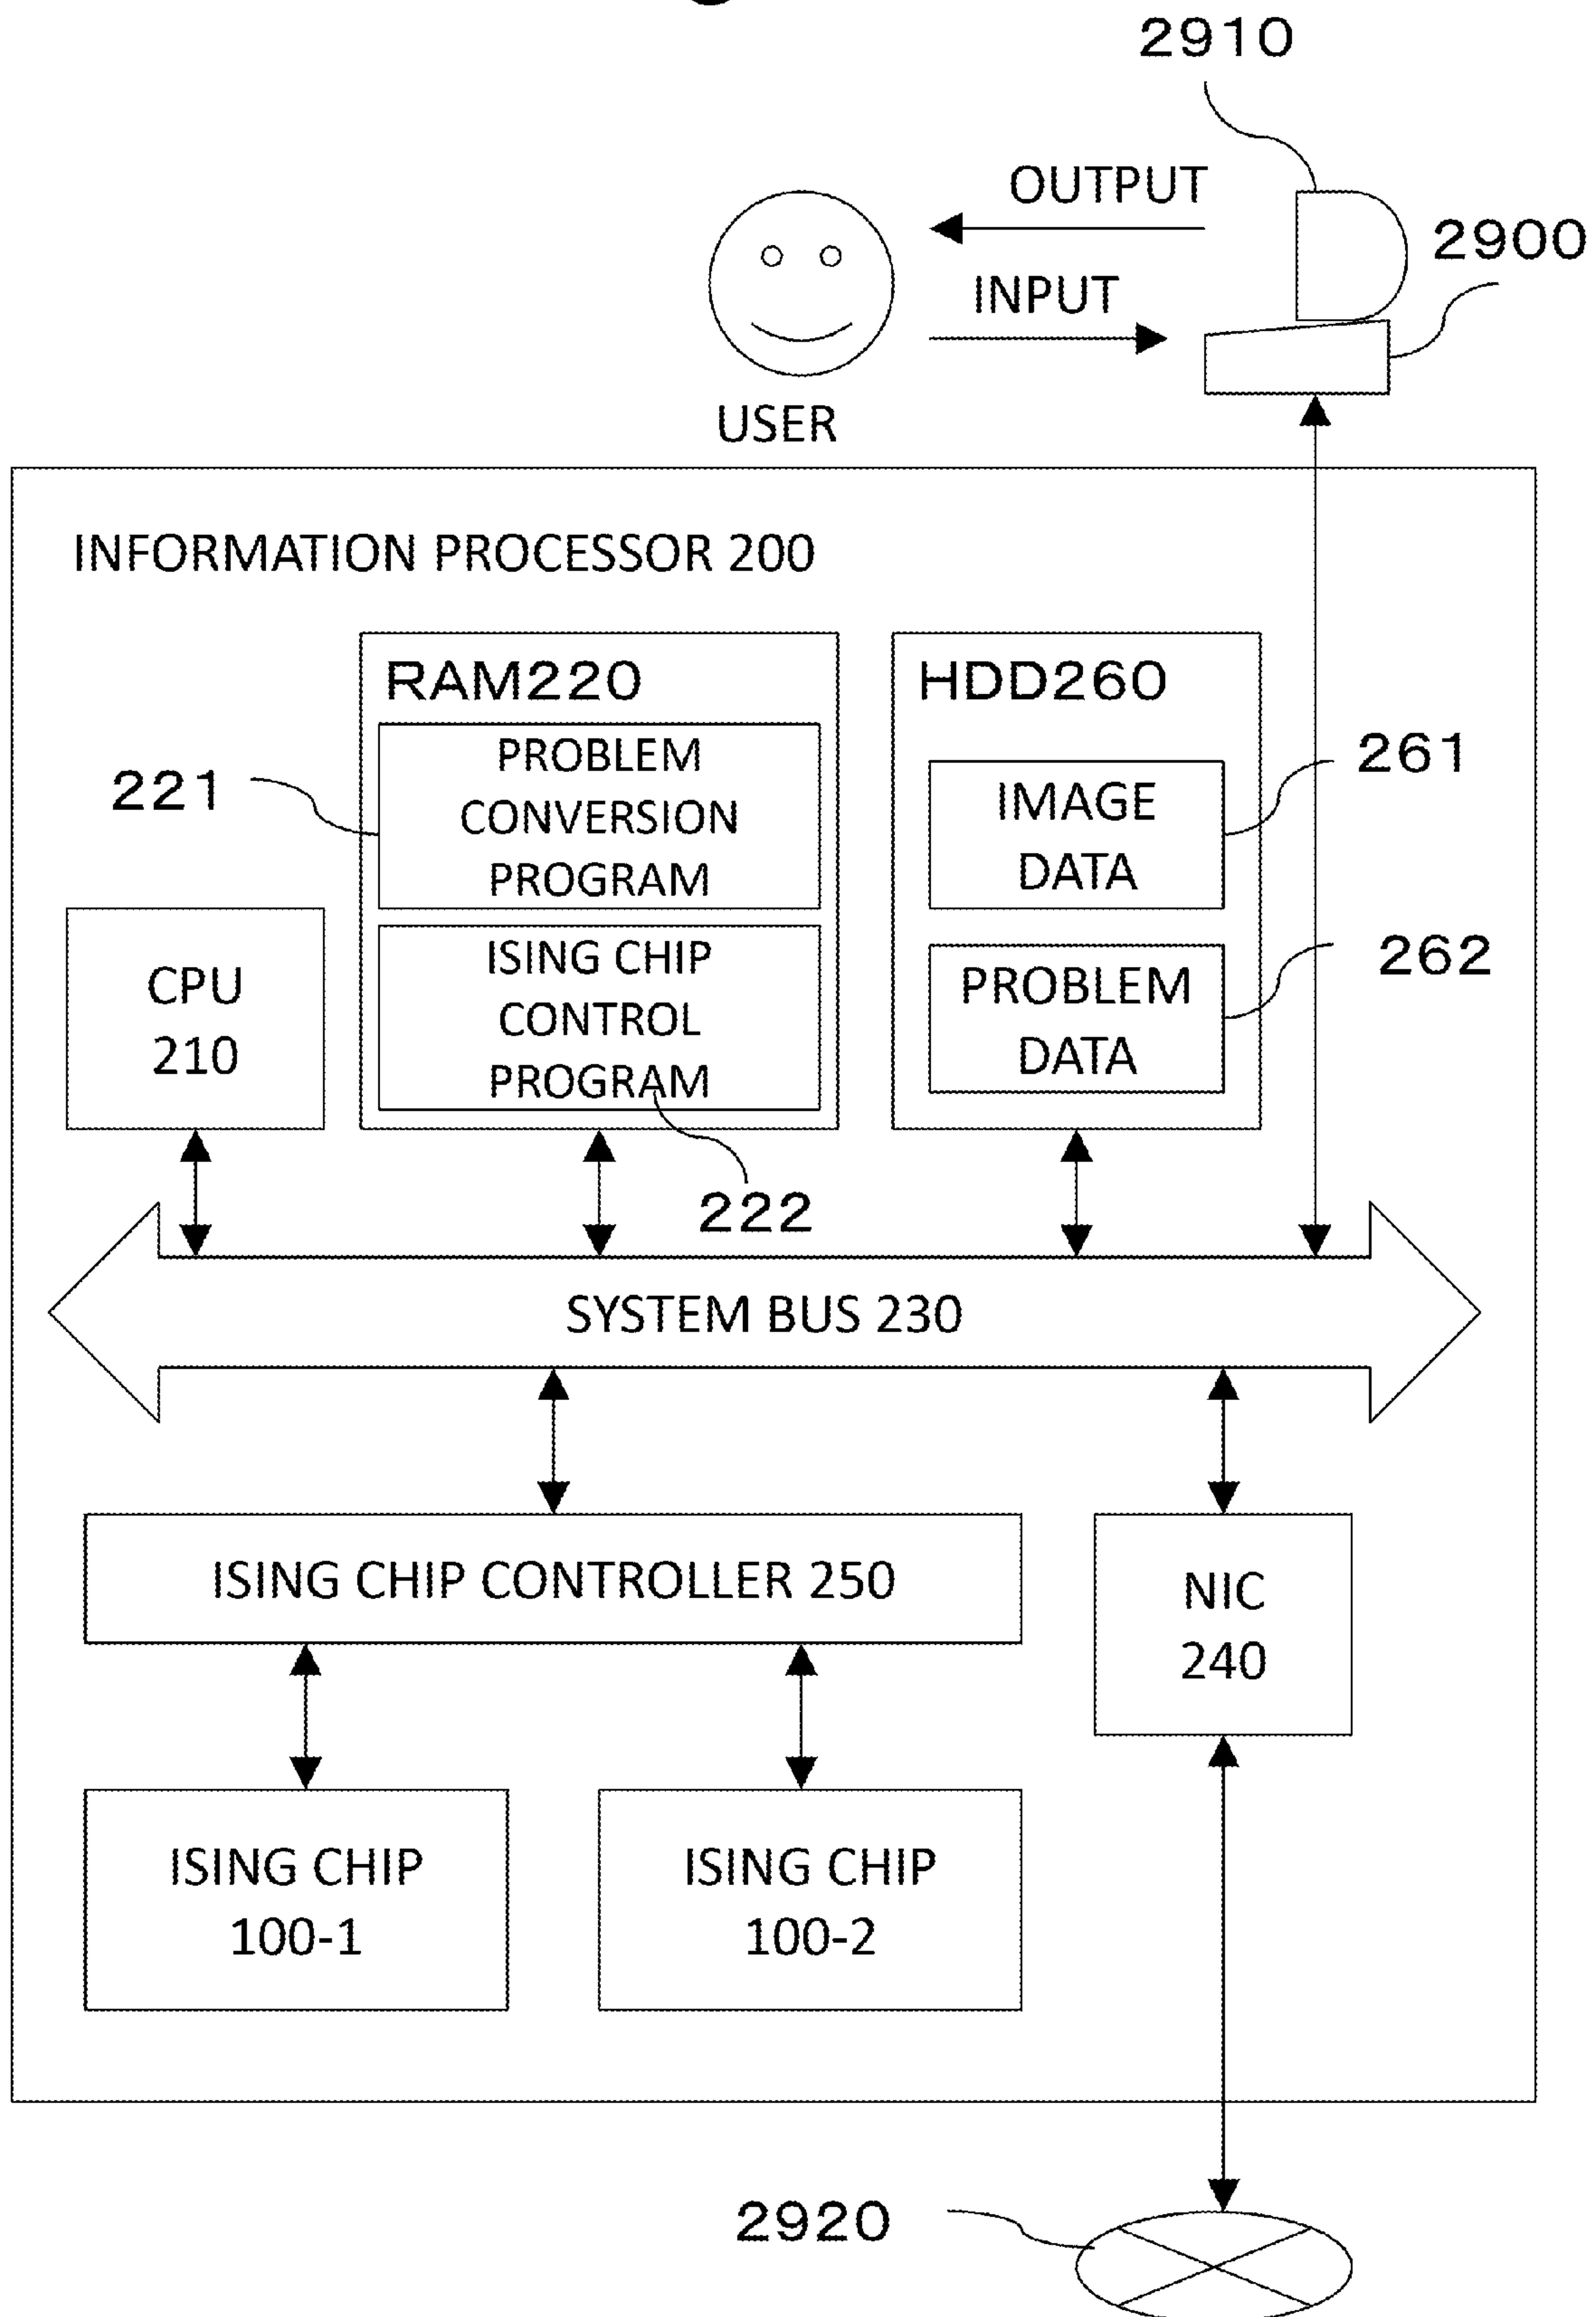 2910
OUTPUT
2900
INPUT
USER
INFORMATION PROCESSOR 200
RAM220
HDD260
PROBLEM
CONVERSION
PROGRAM
221
261
IMAGE
DATA
ISING CHIP
CONTROL
PROGRAM
262
PROBLEM
DATA
CPU
210
222
SYSTEM BUS 230
ISING CHIP CONTROLLER 250
NIC
240
ISING CHIP
100-1
ISING CHIP
100-2
2920